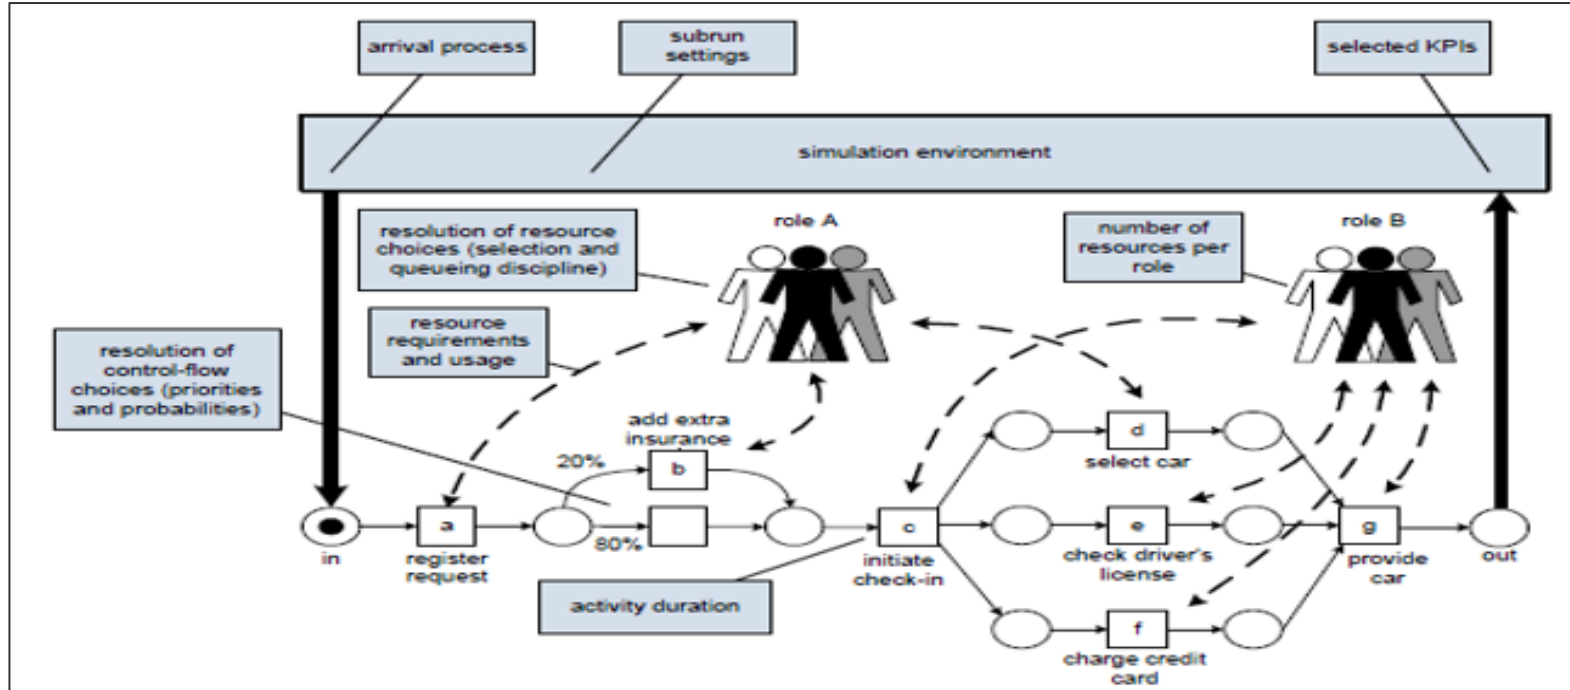 arrival process
subrun
settings
selected KPIs
simulation environment
resolution of resource
choices (selection and
queueing discipline)
role A
number of
resources per
role
role B
resource
requirements
and usage
resolution of
control-flow
choices (priorities
and probabilities)
add extra
insurance
20%
b
d
select car
in
a
register
request
80%
c
initiate
check-in
e
check driver's
license
g
provide
car
out
activity duration
f
charge credit
card